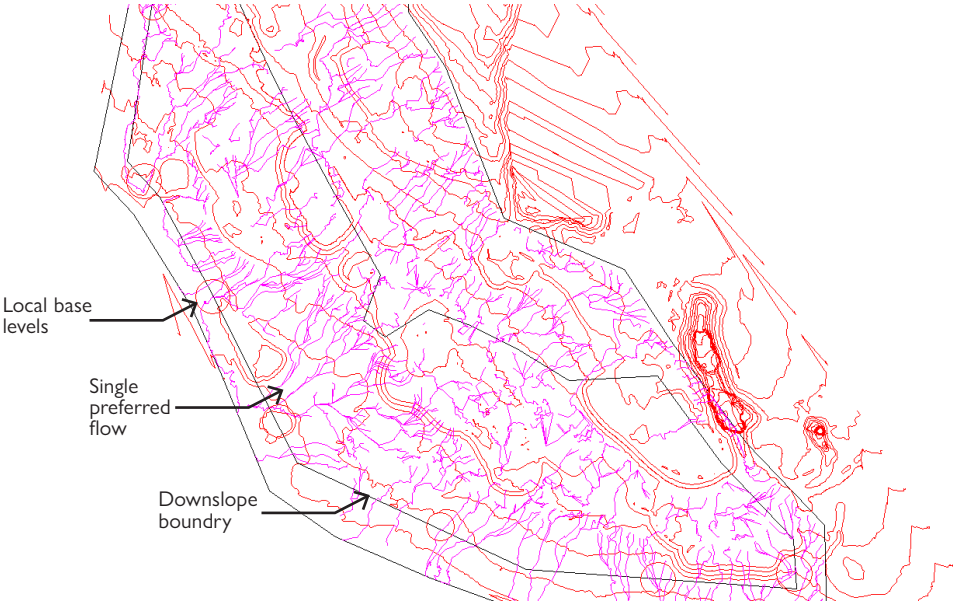 Local base
levels
Single
preferred
flow
Downslope
boundry